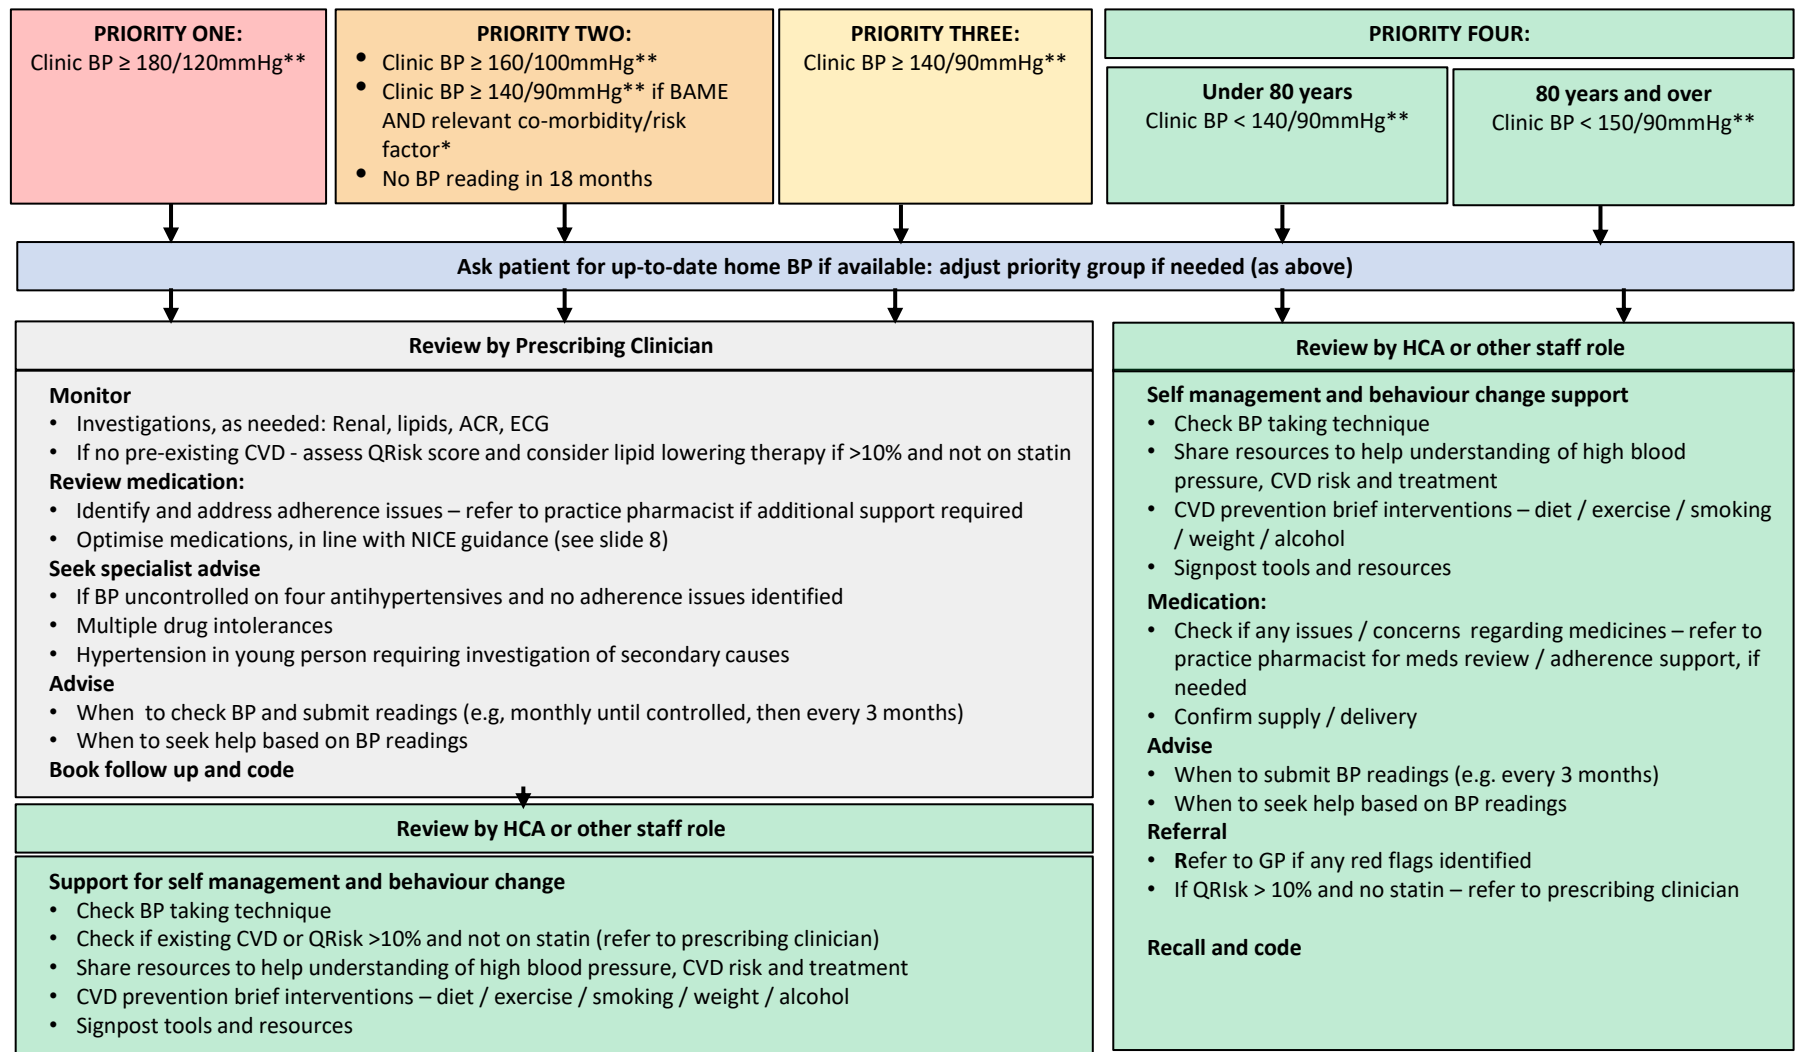 PRIORITY ONE:
Clinic BP ≥ 180/120mmHg**
PRIORITY TWO:
• Clinic BP ≥ 160/100mmHg**
• Clinic BP ≥ 140/90mmHg** if BAME
AND relevant co-morbidity/risk
factor*
• No BP reading in 18 months
PRIORITY THREE:
Clinic BP ≥ 140/90mmHg**
PRIORITY FOUR:
Under 80 years
Clinic BP < 140/90mmHg**
80 years and over
Clinic BP < 150/90mmHg**
Ask patient for up-to-date home BP if available: adjust priority group if needed (as above)
Review by Prescribing Clinician
Monitor
• Investigations, as needed: Renal, lipids, ACR, ECG
• If no pre-existing CVD - assess QRisk score and consider lipid lowering therapy if >10% and not on statin
Review medication:
• Identify and address adherence issues – refer to practice pharmacist if additional support required
• Optimise medications, in line with NICE guidance (see slide 8)
Seek specialist advise
• If BP uncontrolled on four antihypertensives and no adherence issues identified
• Multiple drug intolerances
• Hypertension in young person requiring investigation of secondary causes
Advise
• When to check BP and submit readings (e.g, monthly until controlled, then every 3 months)
• When to seek help based on BP readings
Book follow up and code
Review by HCA or other staff role
Support for self management and behaviour change
• Check BP taking technique
• Check if existing CVD or QRisk >10% and not on statin (refer to prescribing clinician)
• Share resources to help understanding of high blood pressure, CVD risk and treatment
• CVD prevention brief interventions – diet / exercise / smoking / weight / alcohol
• Signpost tools and resources
Review by HCA or other staff role
Self management and behaviour change support
• Check BP taking technique
• Share resources to help understanding of high blood
pressure, CVD risk and treatment
• CVD prevention brief interventions – diet / exercise / smoking
/ weight / alcohol
• Signpost tools and resources
Medication:
• Check if any issues / concerns regarding medicines – refer to
practice pharmacist for meds review / adherence support, if
needed
• Confirm supply / delivery
Advise
• When to submit BP readings (e.g. every 3 months)
• When to seek help based on BP readings
Referral
• Refer to GP if any red flags identified
• If QRIsk > 10% and no statin – refer to prescribing clinician
Recall and code